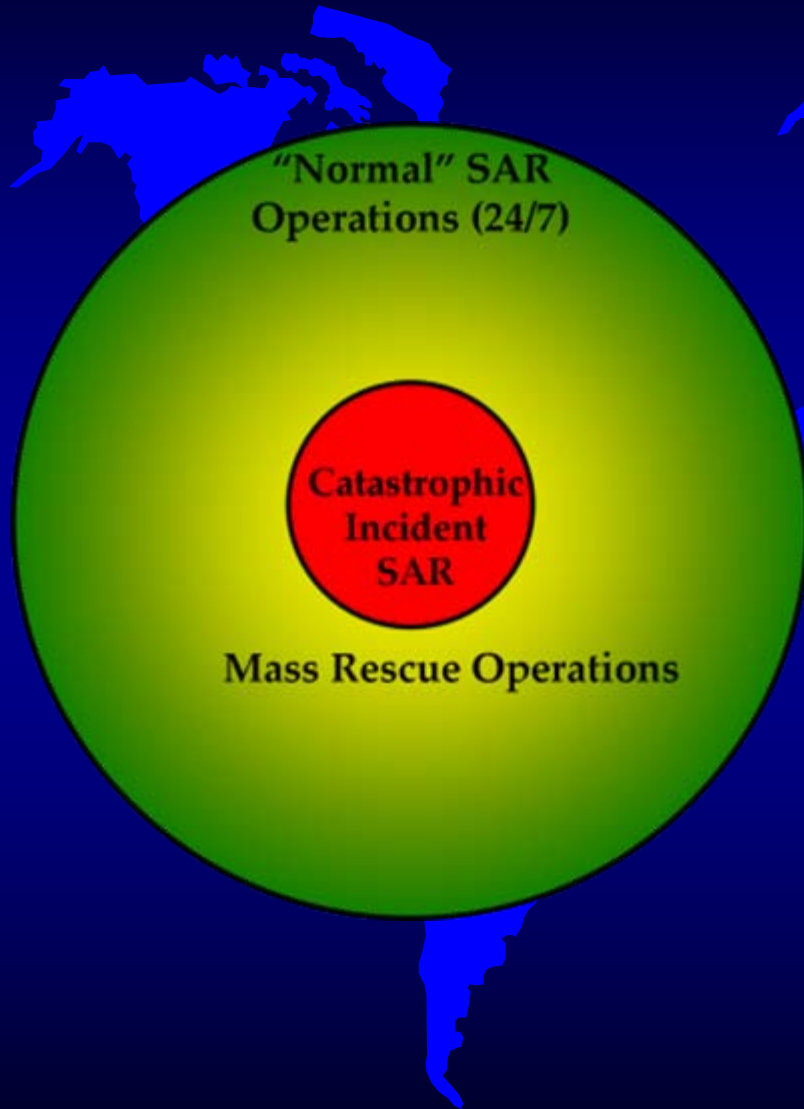 “Normal” SAR
Operations (24/7)
Catastrophic
Incident
SAR
Mass Rescue Operations